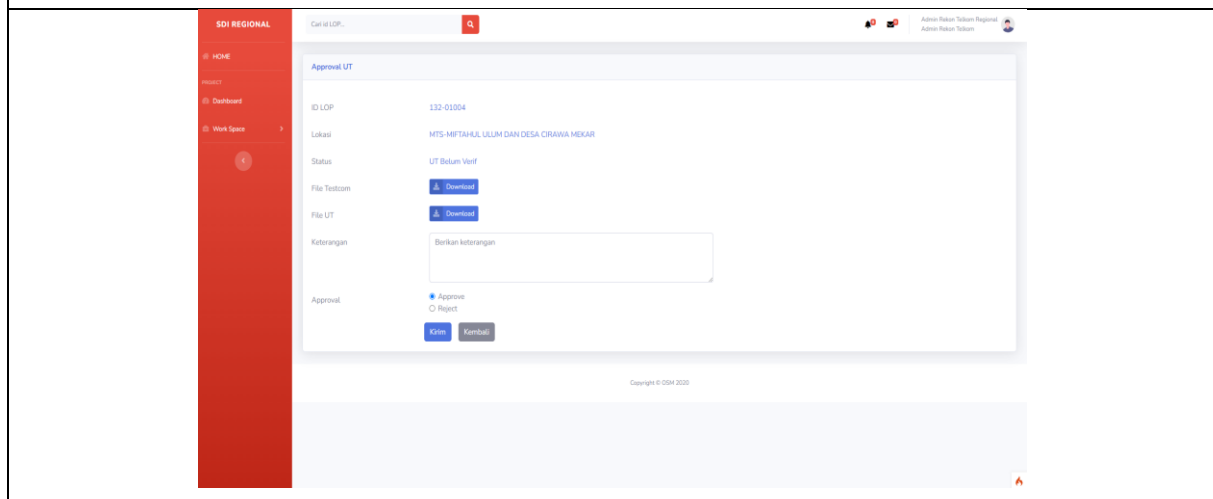 SDI REGIONAL
Cari id LOP..
Admin Rekon Telkom Regional
Admin Rekon Telkom
HOME
PROJECT
Dashboard
Work Space
Approval UT
ID LOP 132-01004
Lokasi MTS-MIFTAHUL ULUM DAN DESA CIRAWA MEKAR
Status UT Belum Verif
File Testcom Download
File UT Download
Keterangan Berikan keterangan
Approval Approve
Reject
Kirim Kembali
Copyright © OSM 2020